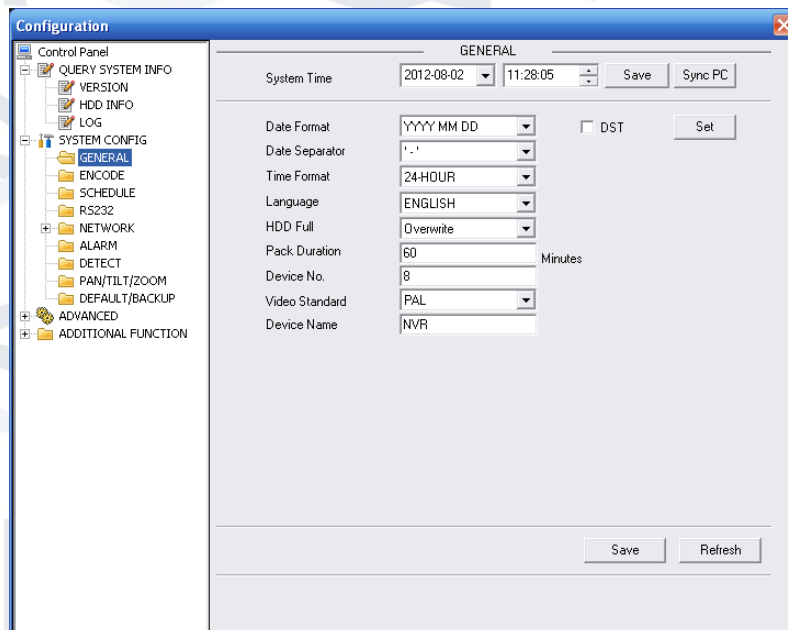 Configuration
Control Panel
QUERY SYSTEM INFO
VERSION
HDD INFO
LOG
SYSTEM CONFIG
GENERAL
ENCODE
SCHEDULE
RS232
NETWORK
ALARM
DETECT
PAN/TILT/ZOOM
DEFAULT/BACKUP
ADVANCED
ADDITIONAL FUNCTION
GENERAL
System Time 2012-08-02 11:28:05 Save Sync PC
Date Format YYYY MM DD DST Set
Date Separator '-'
Time Format 24-HOUR
Language ENGLISH
HDD Full Overwrite
Pack Duration 60 Minutes
Device No. 8
Video Standard PAL
Device Name NVR
Save Refresh